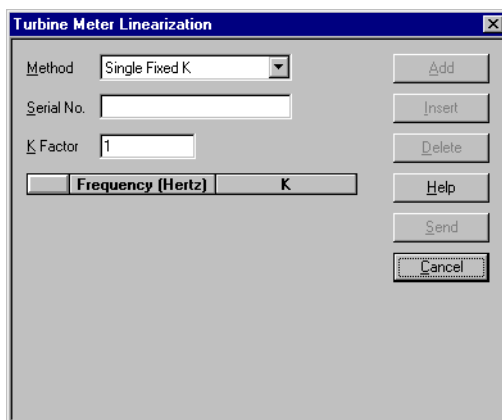 Turbine Meter Linearization
Method Single Fixed K
Serial No.
K Factor 1
Frequency (Hertz) K
Add
Insert
Delete
Help
Send
Cancel